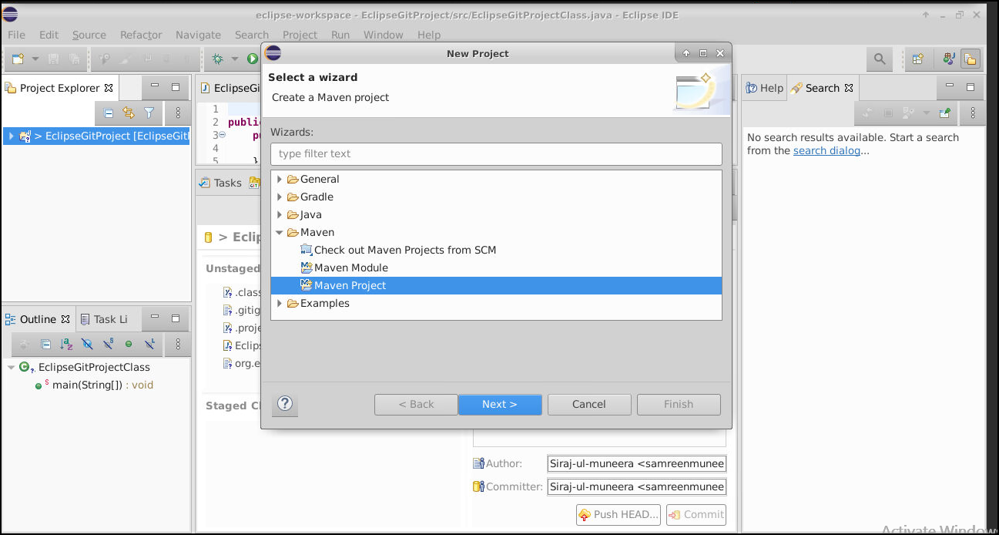 eclipse-workspace - EclipseGitProject/src/EclipseGitProjectClass.java - Eclipse IDE
File Edit Source Refactor Navigate Search Project Run Window Help
New Project
Select a wizard
Create a Maven project
Wizards:
type filter text
General
Gradle
Java
Maven
Check out Maven Projects from SCM
Maven Module
Maven Project
Examples
< Back Next > Cancel Finish
Project Explorer
> EclipseGitProject [EclipseGitI
EclipseGi
1
2 public
3 pu
4
5 }
Tasks
> Eclip
Unstaged
.class
.gitig
.proje
Eclips
org.e
Staged Cl
Outline Task Li
EclipseGitProjectClass
main(String[]) : void
Author: Siraj-ul-muneera <samreenmunee
Committer: Siraj-ul-muneera <samreenmunee
Push HEAD... Commit
Help Search
No search results available. Start a search
from the search dialog...
Activate Window